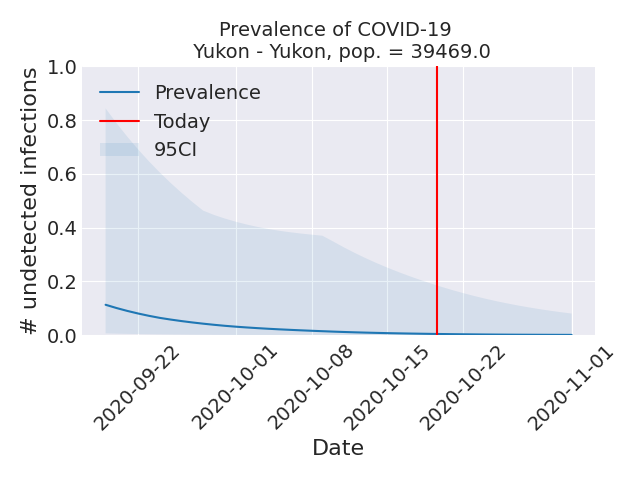 Prevalence of COVID-19
Yukon - Yukon, pop. = 39469.0
1.0
0.8
0.6
0.4
0.2
0.0
# undetected infections
Prevalence
Today
95CI
2020-09-22
2020-10-01
2020-10-08
2020-10-15
2020-10-22
2020-11-01
Date